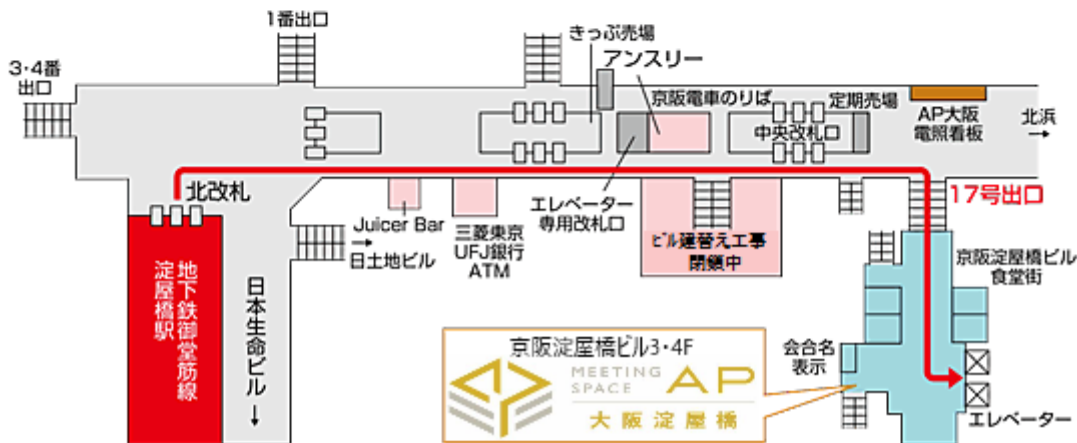 1番出口
きっぷ売場
アンスリー
3・4番
出口
京阪電車のりば
定期売場
AP大阪
電照看板
北浜
→
中央改札口
北改札
17号出口
Juicer Bar
→
日土地ビル
三菱東京
UFJ銀行
ATM
エレベーター
専用改札口
ビル建替え工事
閉鎖中
京阪淀屋橋ビル
食堂街
地下鉄御堂筋線
淀屋橋駅
日本生命ビル→
京阪淀屋橋ビル3・4F
MEETING
SPACE
AP
大阪淀屋橋
会合名
表示
エレベーター